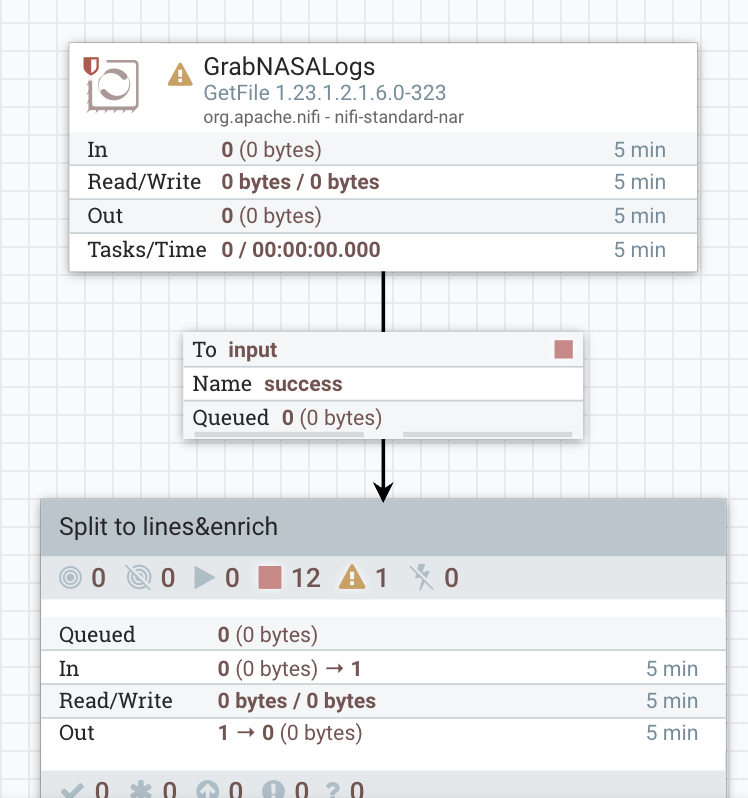 GrabNASALogs
GetFile 1.23.1.2.1.6.0-323
org.apache.nifi - nifi-standard-nar
In 0 (0 bytes) 5 min
Read/Write 0 bytes / 0 bytes 5 min
Out 0 (0 bytes) 5 min
Tasks/Time 0 / 00:00:00.000 5 min
To input
Name success
Queued 0 (0 bytes)
Split to lines&enrich
0 0 0 12 1 0
Queued 0 (0 bytes)
In 0 (0 bytes) → 1 5 min
Read/Write 0 bytes / 0 bytes 5 min
Out 1 → 0 (0 bytes) 5 min
0 0 0 0 ? 0